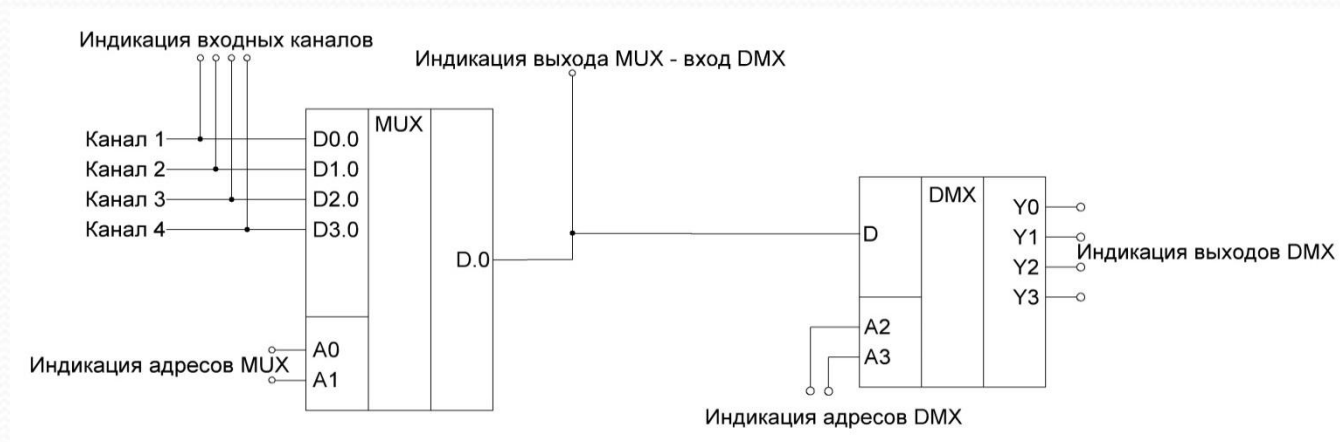 Индикация входных каналов
Индикация выхода MUX - вход DMX
Канал 1
Канал 2
Канал 3
Канал 4
D0.0
D1.0
D2.0
D3.0
MUX
D.0
A0
A1
Индикация адресов MUX
D
DMX
A2
A3
Y0
Y1
Y2
Y3
Индикация выходов DMX
Индикация адресов DMX